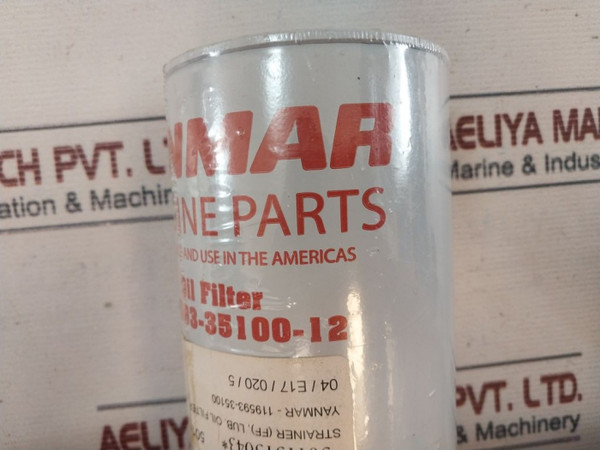 NMAR
INE PARTS
AND USE IN THE AMERICAS
Oil Filter
93-35100-12
04 / E17 / 020 / 5
YANMAR - 119593-35100
STRAINER (FF), LUB. OIL FILTER
CH PVT. L
ation & Machin
AELIYA MA
Marine & Indus
AELIY
PVT. LTD.
& Machinery